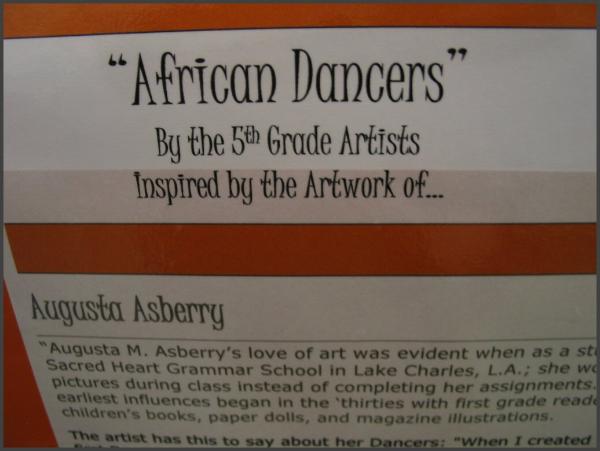 “African Dancers”
By the 5th Grade Artists
Inspired by the Artwork of...
Augusta Asberry
"Augusta M. Asberry's love of art was evident when as a
Sacred Heart Grammar School in Lake Charles, L.A.; she
pictures during class instead of completing her assignments.
earliest influences began in the 'thirties with first grade
children's books, paper dolls, and magazine illustrations.
The artist has this to say about her Dancers: "When I created